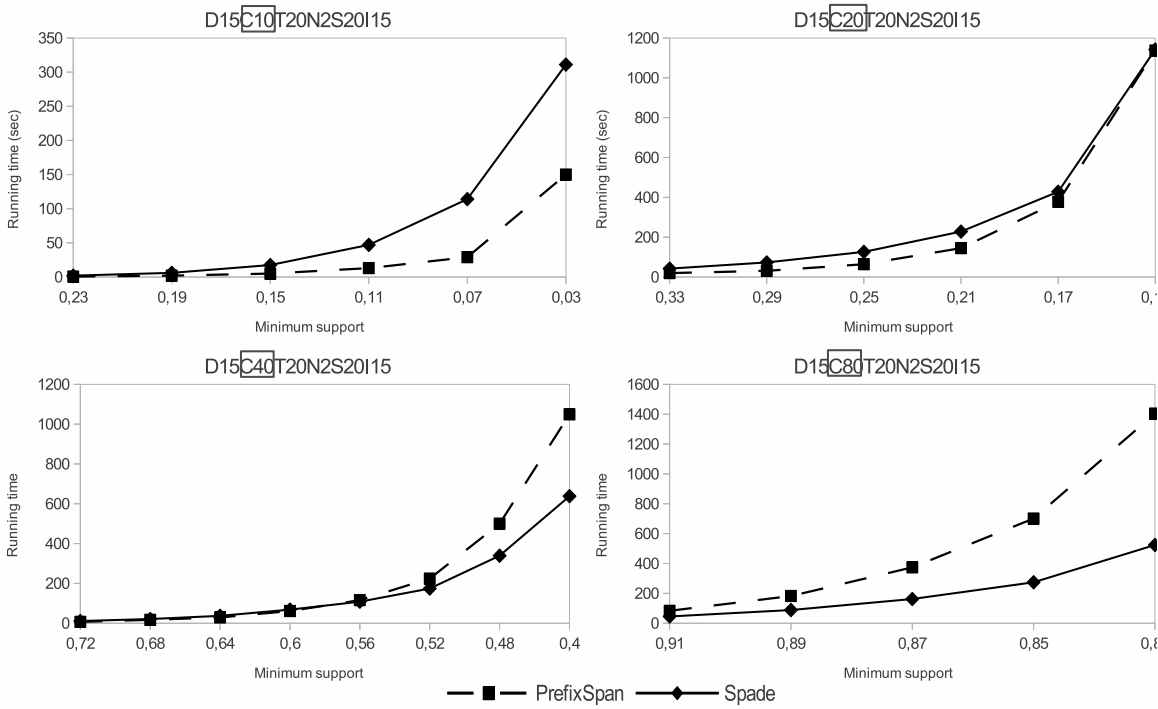 D15C10T20N2S20I15
350
300
250
200
150
100
50
0
Running time (sec)
0,23 0,19 0,15 0,11 0,07 0,03
Minimum support
D15C20T20N2S20I15
1200
1000
800
600
400
200
0
Running time (sec)
0,33 0,29 0,25 0,21 0,17
Minimum support
D15C40T20N2S20I15
1200
1000
800
600
400
200
0
Running time
0,72 0,68 0,64 0,6 0,56 0,52 0,48 0,4
Minimum support
D15C80T20N2S20I15
1600
1400
1200
1000
800
600
400
200
0
Running time
0,91 0,89 0,87 0,85
Minimum support
PrefixSpan Spade